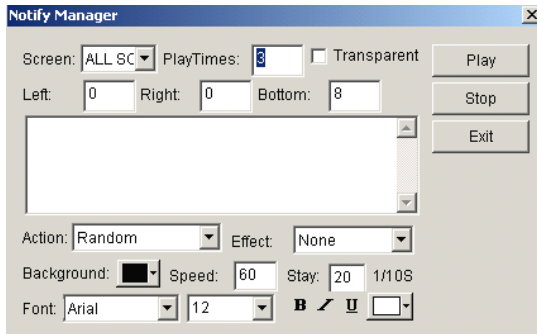 Notify Manager
Screen: ALL SC PlayTimes: 3 Transparent Play
Left: 0 Right: 0 Bottom: 8 Stop
Exit
Action: Random Effect: None
Background: Speed: 60 Stay: 20 1/10S
Font: Arial 12 B I U